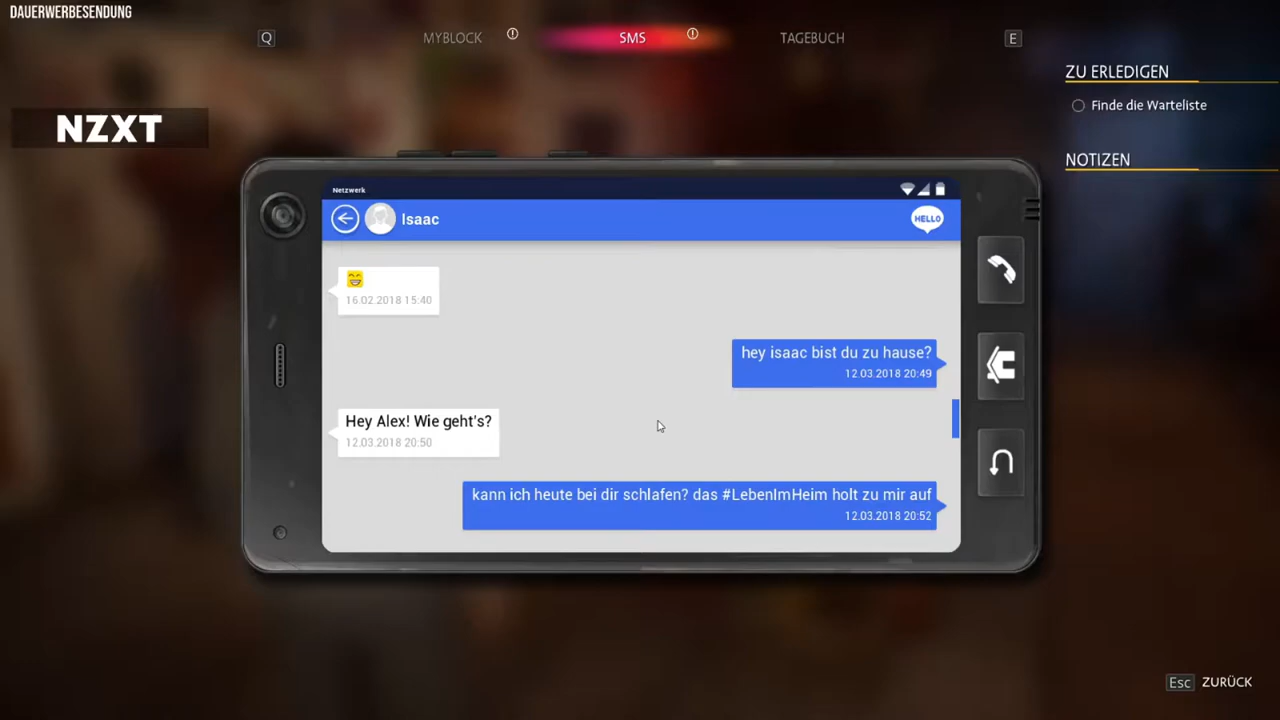 DAUERWERBESENDUNG
Q
MYBLOCK
SMS
TAGEBUCH
E
ZU ERLEDIGEN
Finde die Warteliste
NOTIZEN
NZXT
Netzwerk
Isaac
HELLO
16.02.2018 15:40
hey isaac bist du zu hause?
12.03.2018 20:49
Hey Alex! Wie geht's?
12.03.2018 20:50
kann ich heute bei dir schlafen? das #LebenImHeim holt zu mir auf
12.03.2018 20:52
Esc ZURÜCK